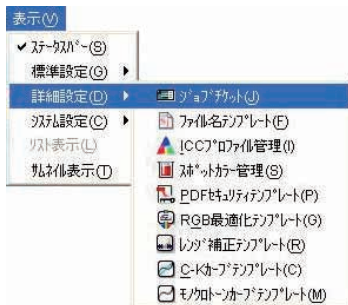 表示(V)
ステータスバー(S)
標準設定(G)
詳細設定(D)
システム設定(C)
リスト表示(L)
サムネイル表示(T)
ジョブチケット(J)
ファイル名テンプレート(F)
ICCプロファイル管理(I)
スポットカラー管理(S)
PDFセキュリティテンプレート(P)
RGB最適化テンプレート(G)
レンジ補正テンプレート(R)
C-Kカーブテンプレート(C)
モノクロトーンカーブテンプレート(M)